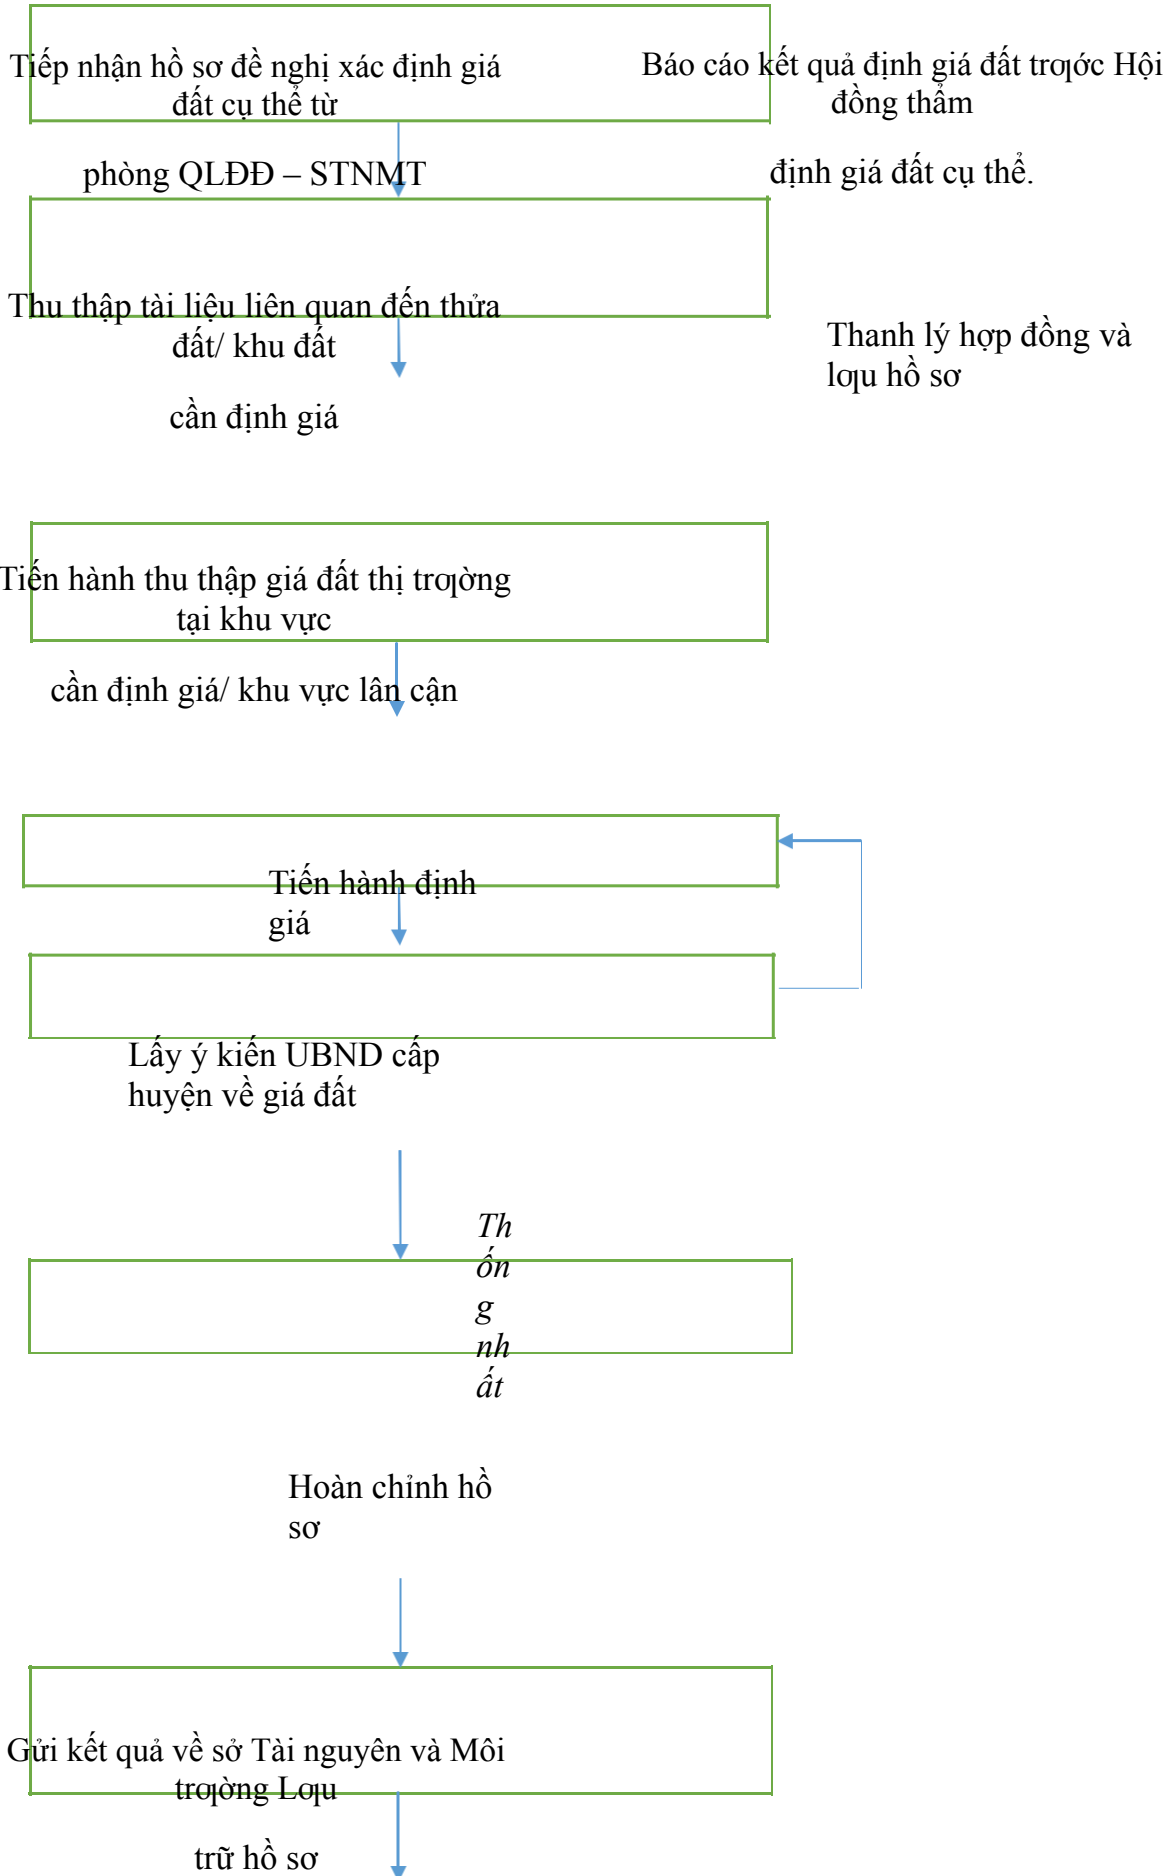 Tiếp nhận hồ sơ đề nghị xác định giá
đất cụ thể từ
phòng QLĐĐ – STNMT
Thu thập tài liệu liên quan đến thửa
đất/ khu đất
cần định giá
Tiến hành thu thập giá đất thị trƣờng
tại khu vực
cần định giá/ khu vực lân cận
Tiến hành định
giá
Lấy ý kiến UBND cấp
huyện về giá đất
Th
ốn
g
nh
ất
Hoàn chỉnh hồ
sơ
Gửi kết quả về sở Tài nguyên và Môi
trƣờng Lƣu
trữ hồ sơ
Báo cáo kết quả định giá đất trƣớc Hội
đồng thẩm
định giá đất cụ thể.
Thanh lý hợp đồng và
lƣu hồ sơ